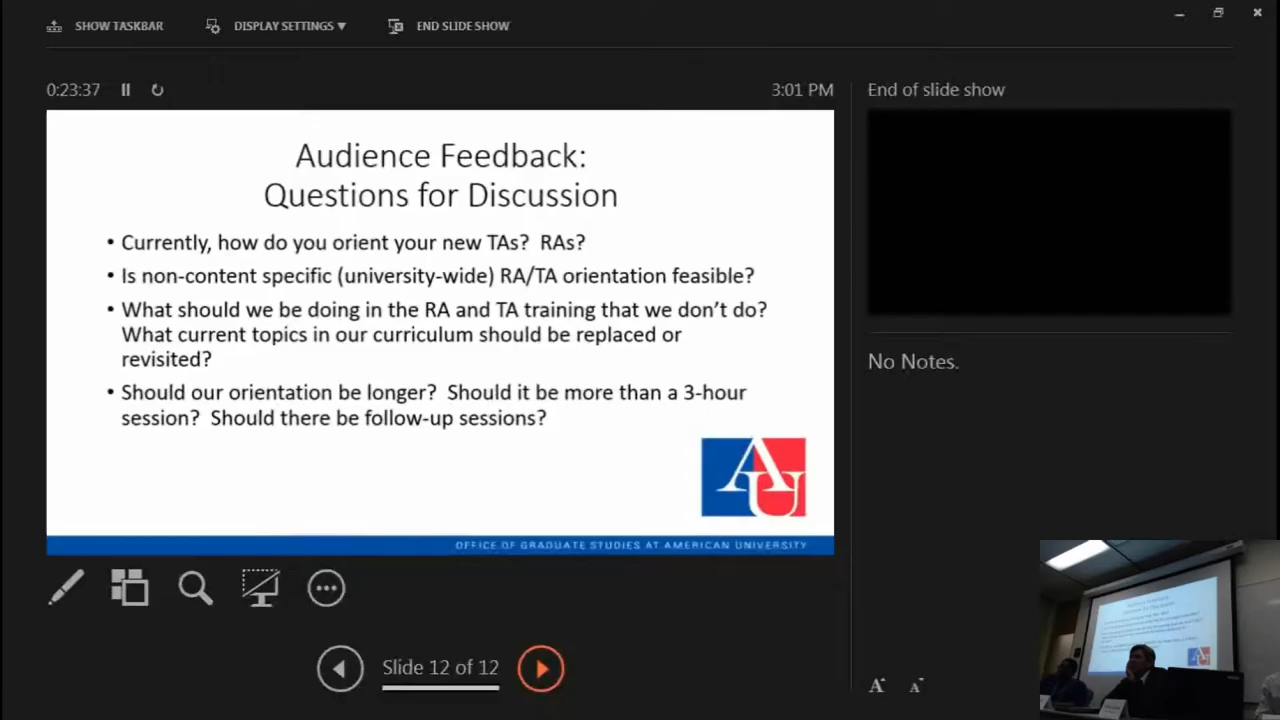 SHOW TASKBAR
DISPLAY SETTINGS ▼
END SLIDE SHOW
0:23:37
3:01 PM
Audience Feedback:
Questions for Discussion
• Currently, how do you orient your new TAs?  RAs?
• Is non-content specific (university-wide) RA/TA orientation feasible?
• What should we be doing in the RA and TA training that we don't do?
What current topics in our curriculum should be replaced or
revisited?
• Should our orientation be longer?  Should it be more than a 3-hour
session?  Should there be follow-up sessions?
AU
OFFICE OF GRADUATE STUDIES AT AMERICAN UNIVERSITY
Slide 12 of 12
End of slide show
No Notes.
A A
Audience Feedback
Questions for Discussion